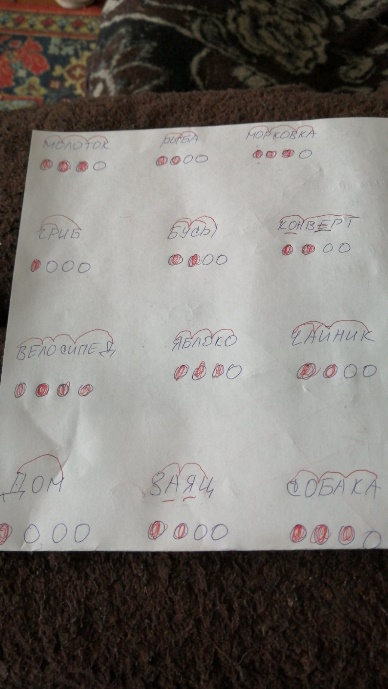 МОЛОТОК РЫБА МОРКОВКА
ГРИБ БУСЫ КОНВЕРТ
ВЕЛОСИПЕД ЯБЛОКО ЧАЙНИК
ДОМ ЗАЯЦ СОБАКА